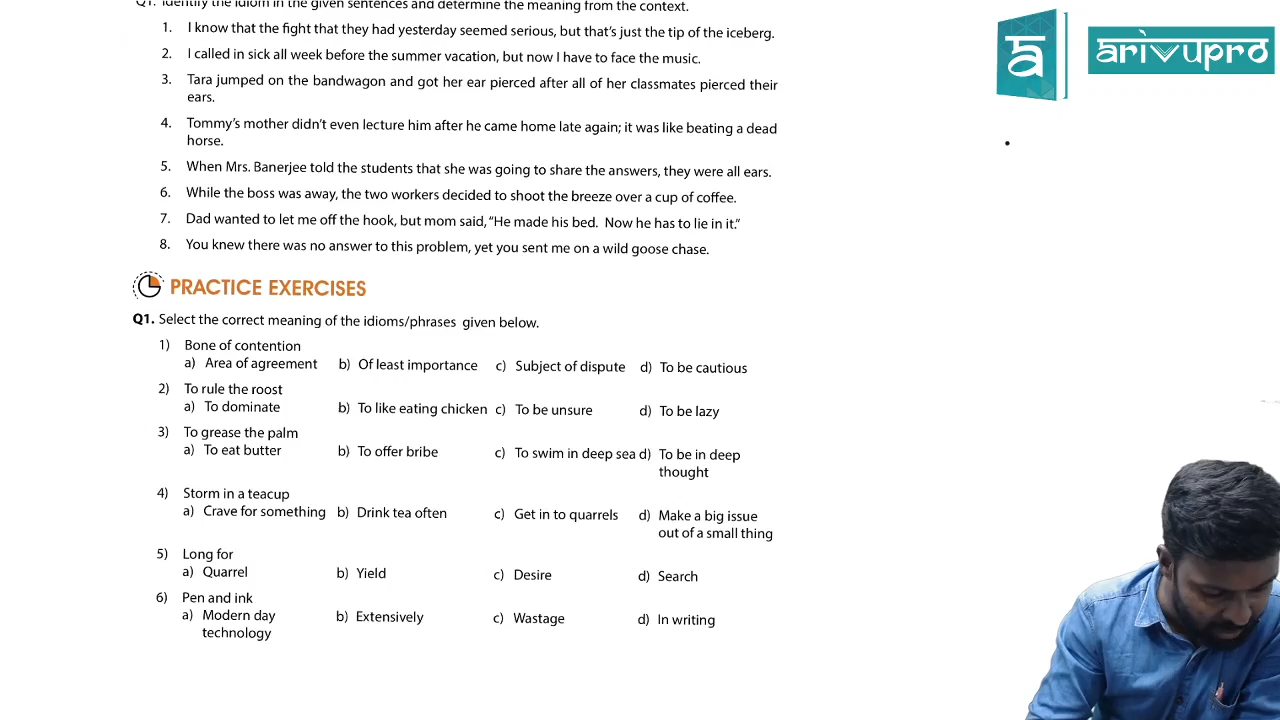 Q1. Identify the idiom in the given sentences and determine the meaning from the context.
1. I know that the fight that they had yesterday seemed serious, but that's just the tip of the iceberg.
2. I called in sick all week before the summer vacation, but now I have to face the music.
3. Tara jumped on the bandwagon and got her ear pierced after all of her classmates pierced their
ears.
4. Tommy's mother didn't even lecture him after he came home late again; it was like beating a dead
horse.
5. When Mrs. Banerjee told the students that she was going to share the answers, they were all ears.
6. While the boss was away, the two workers decided to shoot the breeze over a cup of coffee.
7. Dad wanted to let me off the hook, but mom said, "He made his bed. Now he has to lie in it."
8. You knew there was no answer to this problem, yet you sent me on a wild goose chase.
PRACTICE EXERCISES
Q1. Select the correct meaning of the idioms/phrases given below.
1) Bone of contention
a) Area of agreement b) Of least importance c) Subject of dispute d) To be cautious
2) To rule the roost
a) To dominate b) To like eating chicken c) To be unsure d) To be lazy
3) To grease the palm
a) To eat butter b) To offer bribe c) To swim in deep sea d) To be in deep
thought
4) Storm in a teacup
a) Crave for something b) Drink tea often c) Get in to quarrels d) Make a big issue
out of a small thing
5) Long for
a) Quarrel b) Yield c) Desire d) Search
6) Pen and ink
a) Modern day b) Extensively c) Wastage d) In writing
technology
arivupro